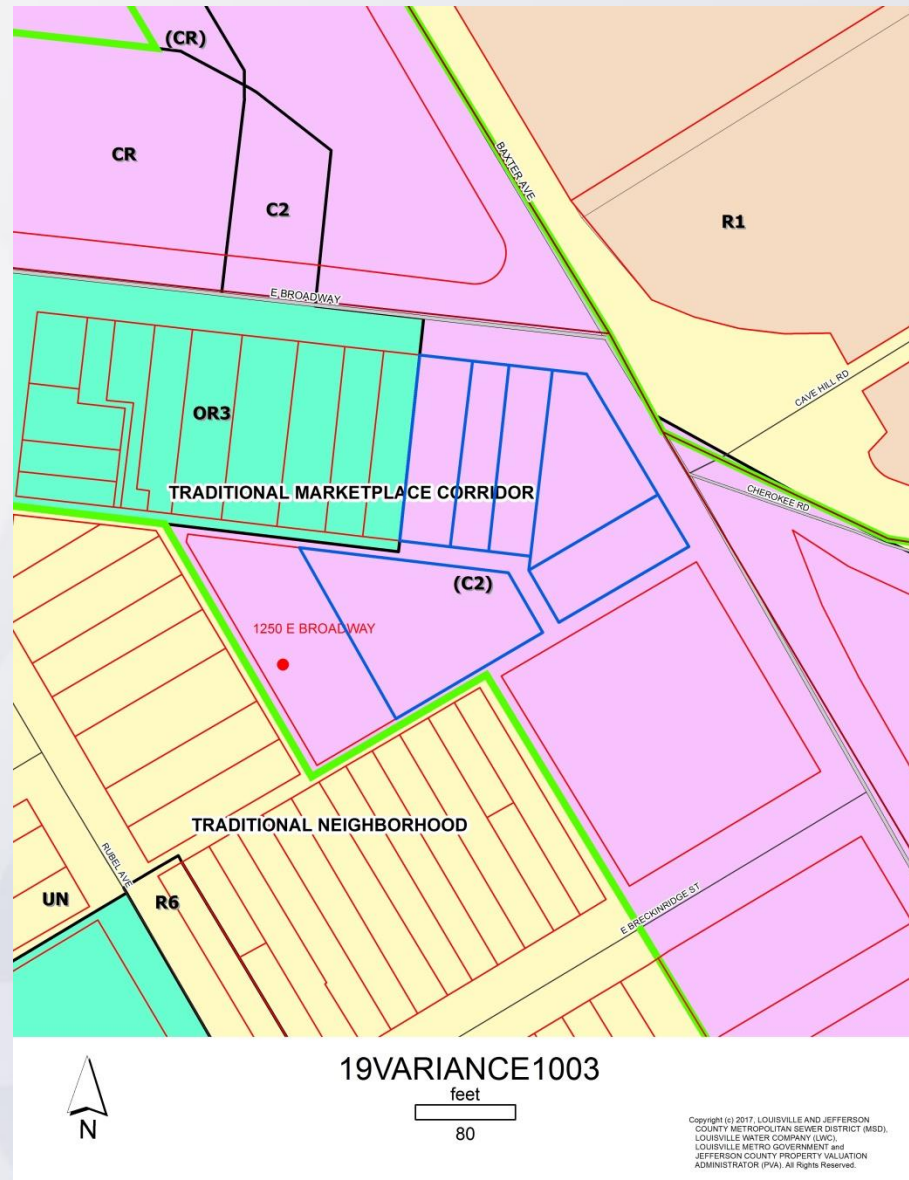 (CR)
CR
C2
BAXTER AVE
R1
E BROADWAY
CAVE HILL RD
OR3
TRADITIONAL MARKETPLACE CORRIDOR
CHEROKEE RD
(C2)
1250 E BROADWAY
TRADITIONAL NEIGHBORHOOD
RUBEL AVE
UN
R6
E BRECKINRIDGE ST
N
19VARIANCE1003
feet
80
Copyright (c) 2017, LOUISVILLE AND JEFFERSON
COUNTY METROPOLITAN SEWER DISTRICT (MSD),
LOUISVILLE WATER COMPANY (LWC),
LOUISVILLE METRO GOVERNMENT and
JEFFERSON COUNTY PROPERTY VALUATION
ADMINISTRATOR (PVA). All Rights Reserved.